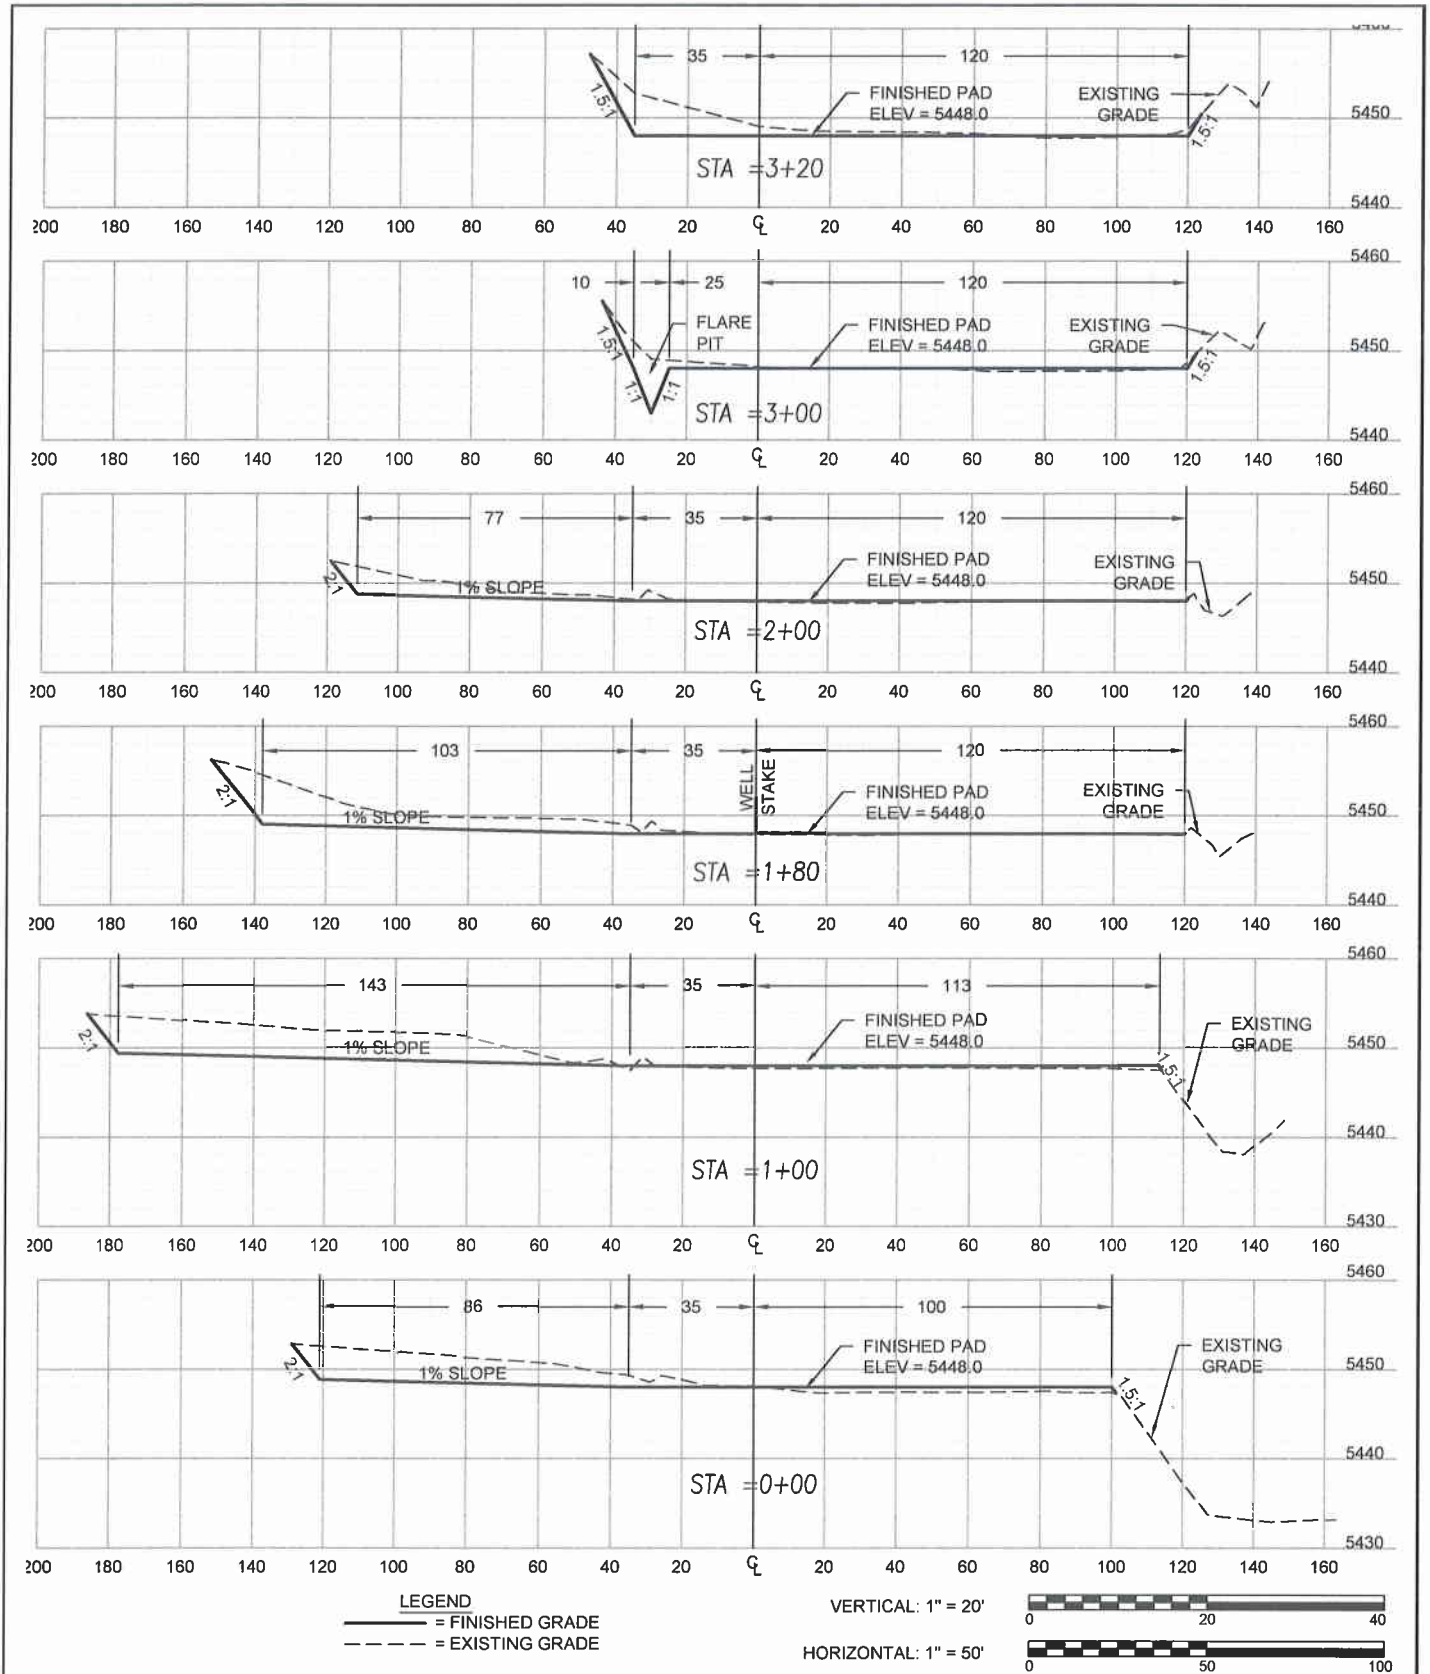 5460
35 120
1.5:1 FINISHED PAD ELEV = 5448.0 EXISTING GRADE 1.5:1 5450
STA = 3+20
5440
200 180 160 140 120 100 80 60 40 20 CL 20 40 60 80 100 120 140 160
5460
10 25 120
1.5:1 1:1 1:1 FLARE PIT FINISHED PAD ELEV = 5448.0 EXISTING GRADE 1.5:1 5450
STA = 3+00
5440
200 180 160 140 120 100 80 60 40 20 CL 20 40 60 80 100 120 140 160
5460
77 35 120
2:1 1% SLOPE FINISHED PAD ELEV = 5448.0 EXISTING GRADE 5450
STA = 2+00
5440
200 180 160 140 120 100 80 60 40 20 CL 20 40 60 80 100 120 140 160
5460
103 35 120
2:1 1% SLOPE WELL STAKE FINISHED PAD ELEV = 5448.0 EXISTING GRADE 5450
STA = 1+80
5440
200 180 160 140 120 100 80 60 40 20 CL 20 40 60 80 100 120 140 160
5460
143 35 113
2:1 1% SLOPE FINISHED PAD ELEV = 5448.0 1.5:1 EXISTING GRADE 5450
5440
STA = 1+00
5430
200 180 160 140 120 100 80 60 40 20 CL 20 40 60 80 100 120 140 160
5460
86 35 100
2:1 1% SLOPE FINISHED PAD ELEV = 5448.0 1.5:1 EXISTING GRADE 5450
5440
STA = 0+00
5430
200 180 160 140 120 100 80 60 40 20 CL 20 40 60 80 100 120 140 160
LEGEND
= FINISHED GRADE
= EXISTING GRADE
VERTICAL: 1" = 20'
0 20 40
HORIZONTAL: 1" = 50'
0 50 100